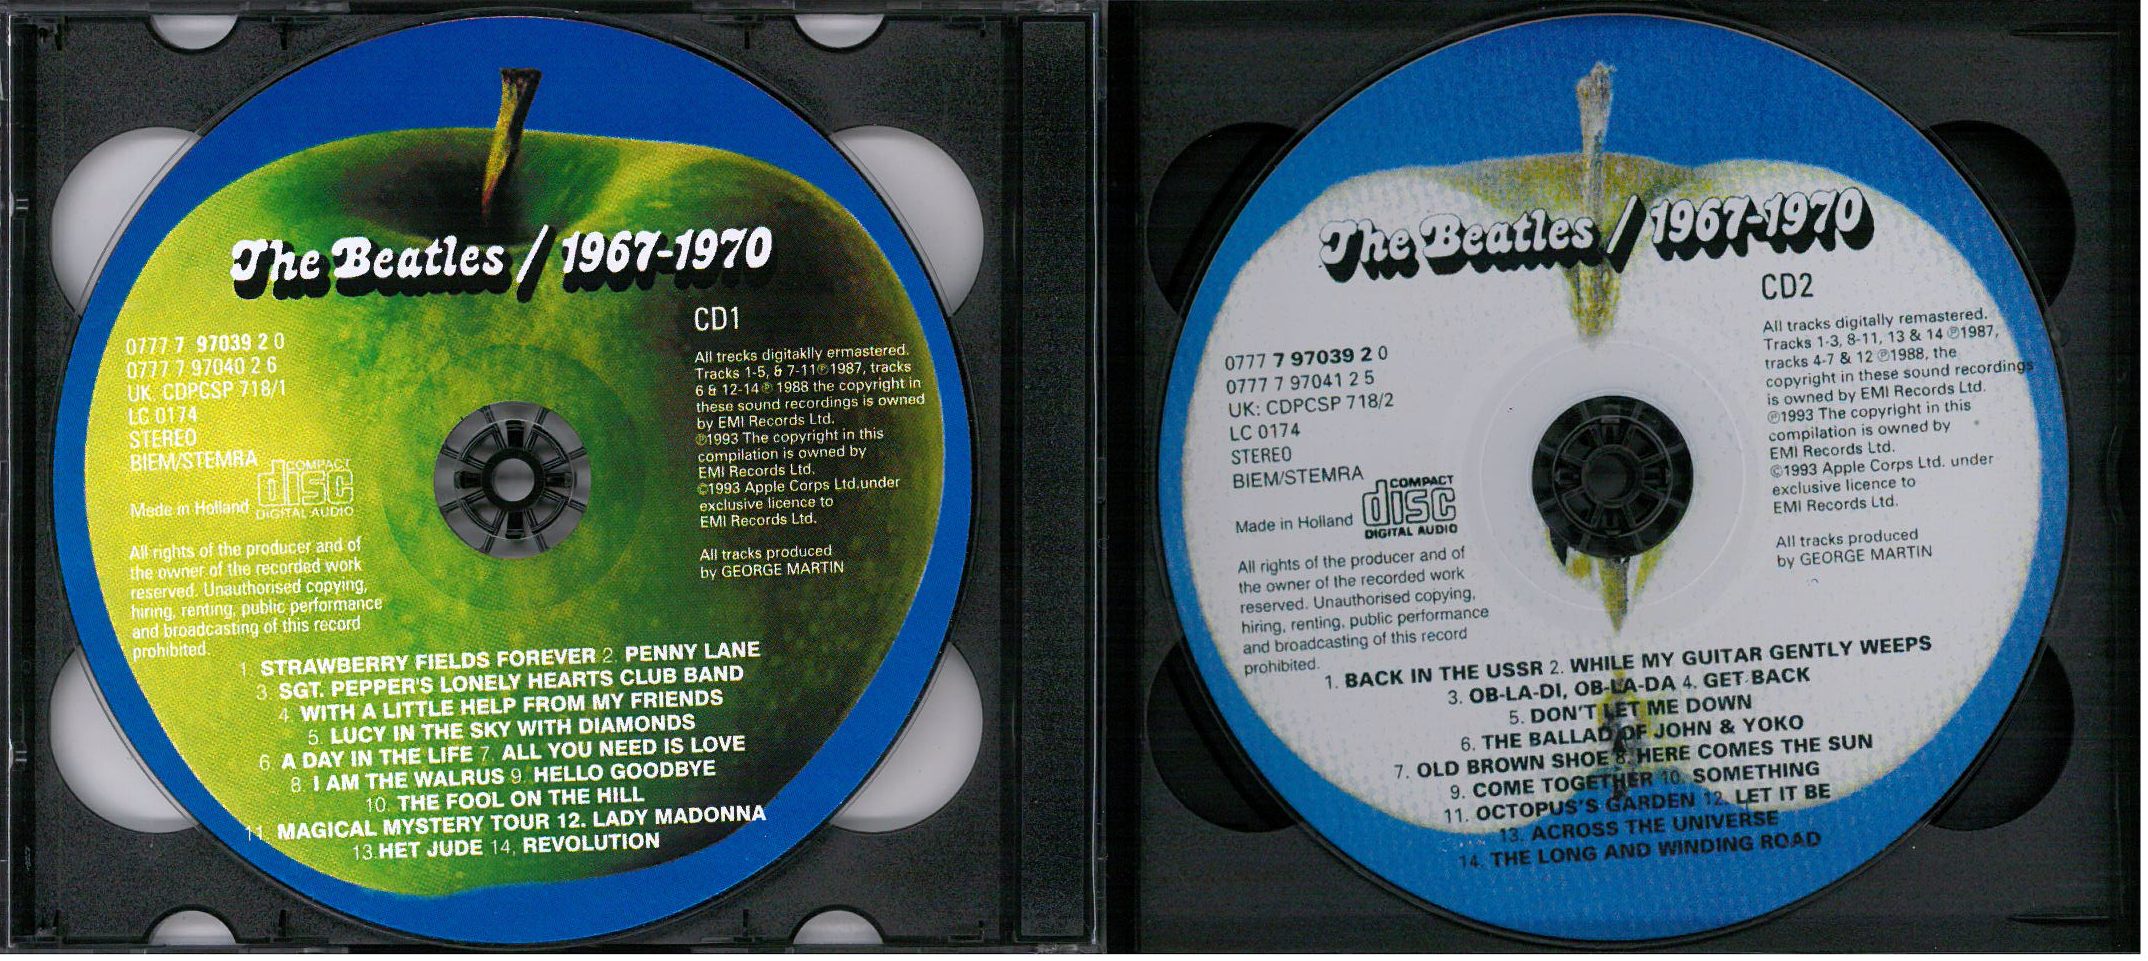 The Beatles / 1967-1970
CD1
0777 7 97039 2 0
0777 7 97040 2 6
UK: CDPCSP 718/1
LC 0174
STEREO
BIEM/STEMRA
Made in Holland
COMPACT
disc
DIGITAL AUDIO
All rights of the producer and of
the owner of the recorded work
reserved. Unauthorised copying,
hiring, renting, public performance
and broadcasting of this record
prohibited.
All trecks digitaklly ermastered.
Tracks 1-5, & 7-11 ℗1987, tracks
6 & 12-14 ℗ 1988 the copyright in
these sound recordings is owned
by EMI Records Ltd.
℗1993 The copyright in this
compilation is owned by
EMI Records Ltd.
©1993 Apple Corps Ltd.under
exclusive licence to
EMI Records Ltd.
All tracks produced
by GEORGE MARTIN
1. STRAWBERRY FIELDS FOREVER 2. PENNY LANE
3. SGT. PEPPER'S LONELY HEARTS CLUB BAND
4. WITH A LITTLE HELP FROM MY FRIENDS
5. LUCY IN THE SKY WITH DIAMONDS
6. A DAY IN THE LIFE 7. ALL YOU NEED IS LOVE
8. I AM THE WALRUS 9. HELLO GOODBYE
10. THE FOOL ON THE HILL
11. MAGICAL MYSTERY TOUR 12. LADY MADONNA
13.HET JUDE 14. REVOLUTION
The Beatles / 1967-1970
CD2
0777 7 97039 2 0
0777 7 97041 2 5
UK: CDPCSP 718/2
LC 0174
STEREO
BIEM/STEMRA
Made in Holland
COMPACT
disc
DIGITAL AUDIO
All rights of the producer and of
the owner of the recorded work
reserved. Unauthorised copying,
hiring, renting, public performance
and broadcasting of this record
prohibited.
All tracks digitally remastered.
Tracks 1-3, 8-11, 13 & 14 ℗1987,
tracks 4-7 & 12 ℗1988, the
copyright in these sound recordings
is owned by EMI Records Ltd.
℗1993 The copyright in this
compilation is owned by
EMI Records Ltd.
©1993 Apple Corps Ltd. under
exclusive licence to
EMI Records Ltd.
All tracks produced
by GEORGE MARTIN
1. BACK IN THE USSR 2. WHILE MY GUITAR GENTLY WEEPS
3. OB-LA-DI, OB-LA-DA 4. GET BACK
5. DON'T LET ME DOWN
6. THE BALLAD OF JOHN & YOKO
7. OLD BROWN SHOE 8. HERE COMES THE SUN
9. COME TOGETHER 10. SOMETHING
11. OCTOPUS'S GARDEN 12. LET IT BE
13. ACROSS THE UNIVERSE
14. THE LONG AND WINDING ROAD